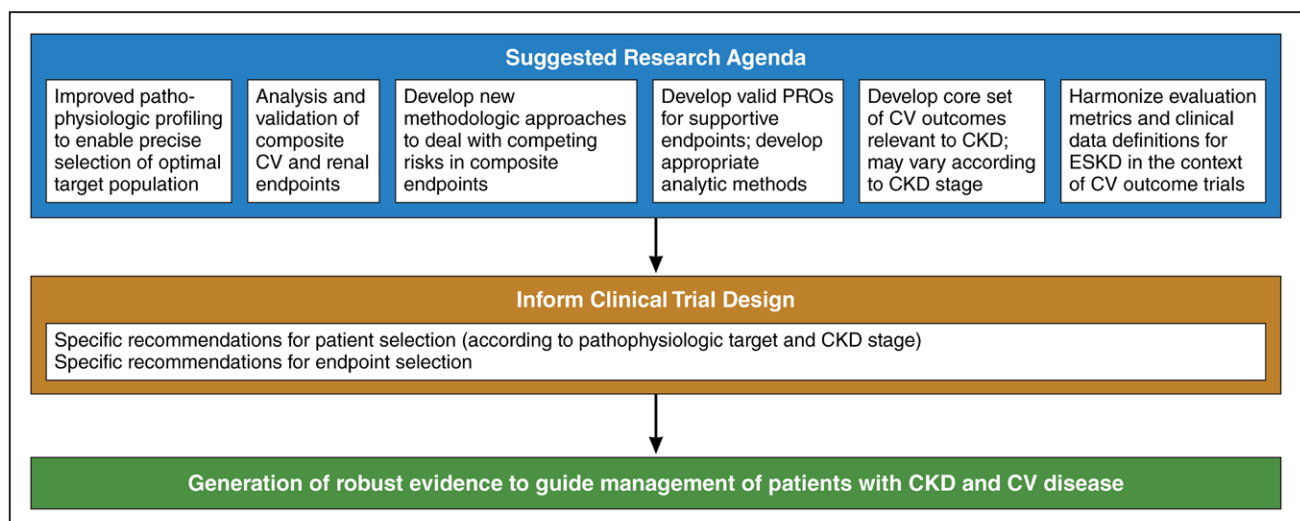 Suggested Research Agenda
Improved patho-
physiologic profiling
to enable precise
selection of optimal
target population
Analysis and
validation of
composite
CV and renal
endpoints
Develop new
methodologic approaches
to deal with competing
risks in composite
endpoints
Develop valid PROs
for supportive
endpoints; develop
appropriate
analytic methods
Develop core set
of CV outcomes
relevant to CKD;
may vary according
to CKD stage
Harmonize evaluation
metrics and clinical
data definitions for
ESKD in the context
of CV outcome trials
Inform Clinical Trial Design
Specific recommendations for patient selection (according to pathophysiologic target and CKD stage)
Specific recommendations for endpoint selection
Generation of robust evidence to guide management of patients with CKD and CV disease